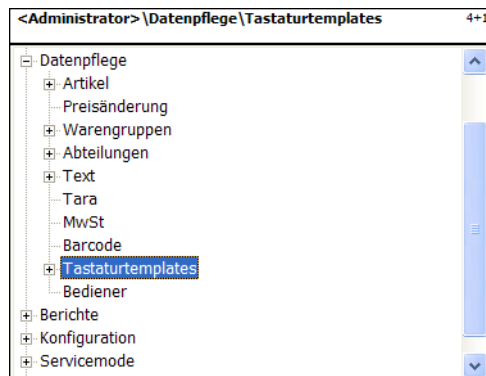 <Administrator>\Datenpflege\Tastaturtemplates 4+1
Datenpflege
Artikel
Preisänderung
Warengruppen
Abteilungen
Text
Tara
MwSt
Barcode
Tastaturtemplates
Bediener
Berichte
Konfiguration
Servicemode